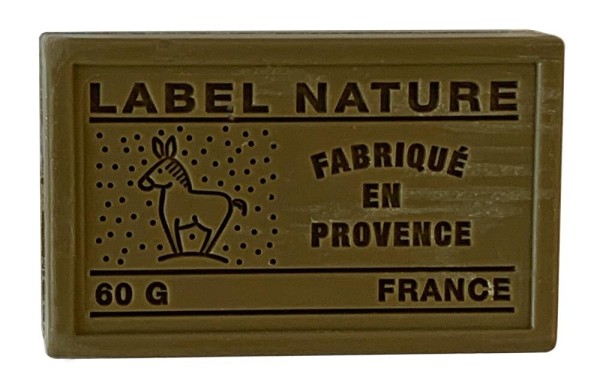 LABEL NATURE
FABRIQUÉ
EN
PROVENCE
60 G FRANCE